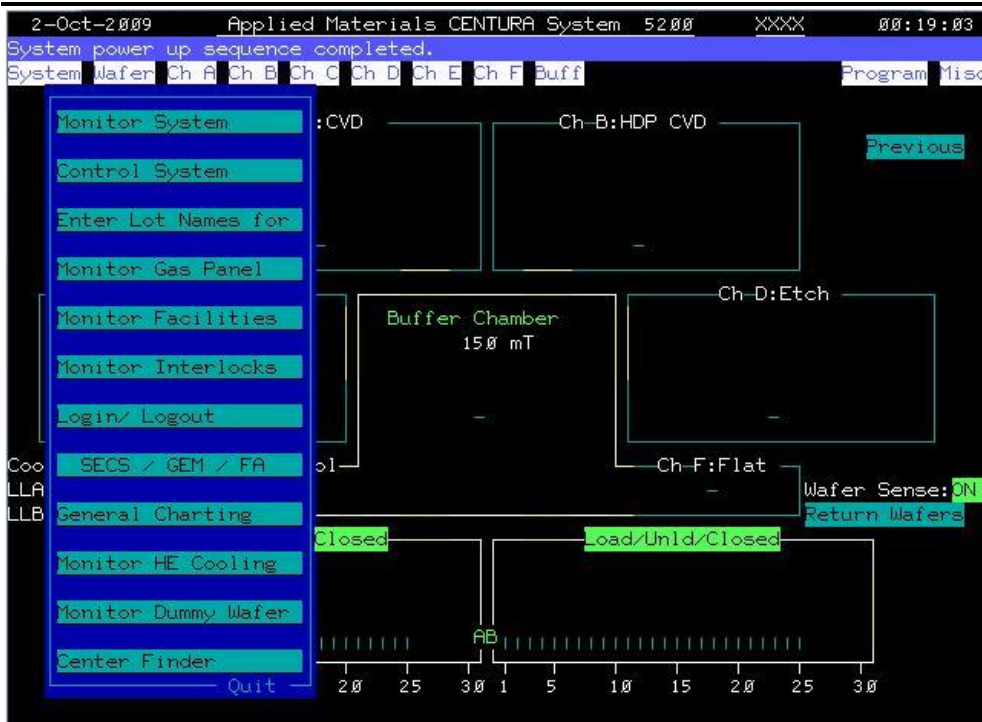 2-Oct-2009 Applied Materials CENTURA System 5200 XXXX 00:19:03
System power up sequence completed.
System Wafer Ch A Ch B Ch C Ch D Ch E Ch F Buff Program Misc
Monitor System
:CVD
Ch-B:HDP CVD
Previous
Control System
Enter Lot Names for
Monitor Gas Panel
Ch-D:Etch
Monitor Facilities
Buffer Chamber
150 mT
Monitor Interlocks
Login/ Logout
Coo
SECS / GEM / FA
ol
Ch-F:Flat
LLA
Wafer Sense:ON
LLB
General Charting
Return Wafers
Closed
Load/Unld/Closed
Monitor HE Cooling
Monitor Dummy Wafer
AB
Center Finder
Quit
20 25 30 1 5 10 15 20 25 30